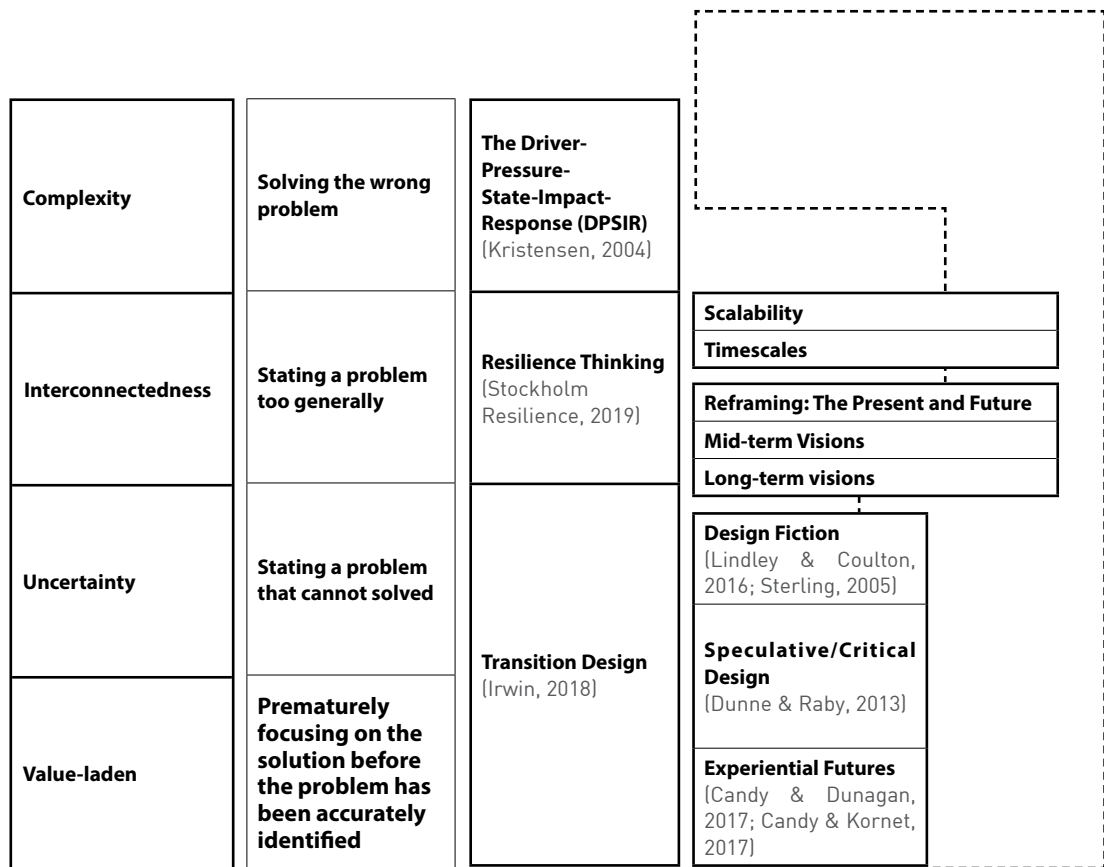 Complexity
Interconnectedness
Uncertainty
Value-laden
Solving the wrong
problem
Stating a problem
too generally
Stating a problem
that cannot solved
Prematurely
focusing on the
solution before
the problem has
been accurately
identified
The Driver-
Pressure-
State-Impact-
Response (DPSIR)
(Kristensen, 2004)
Resilience Thinking
(Stockholm
Resilience, 2019)
Transition Design
(Irwin, 2018)
Scalability
Timescales
Reframing: The Present and Future
Mid-term Visions
Long-term visions
Design Fiction
(Lindley & Coulton,
2016; Sterling, 2005)
Speculative/Critical
Design
(Dunne & Raby, 2013)
Experiential Futures
(Candy & Dunagan,
2017; Candy & Kornet,
2017)